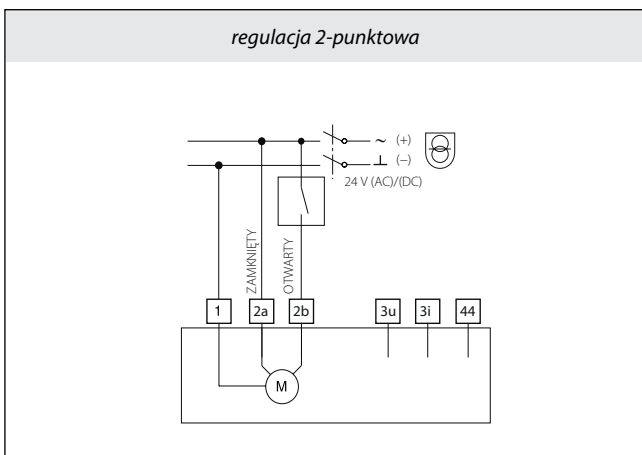 regulacja 2-punktowa
~ (+)
⊥ (–)
24 V (AC)/(DC)
ZAMKNIĘTY
OTWARTY
1 2a 2b 3u 3i 44
M